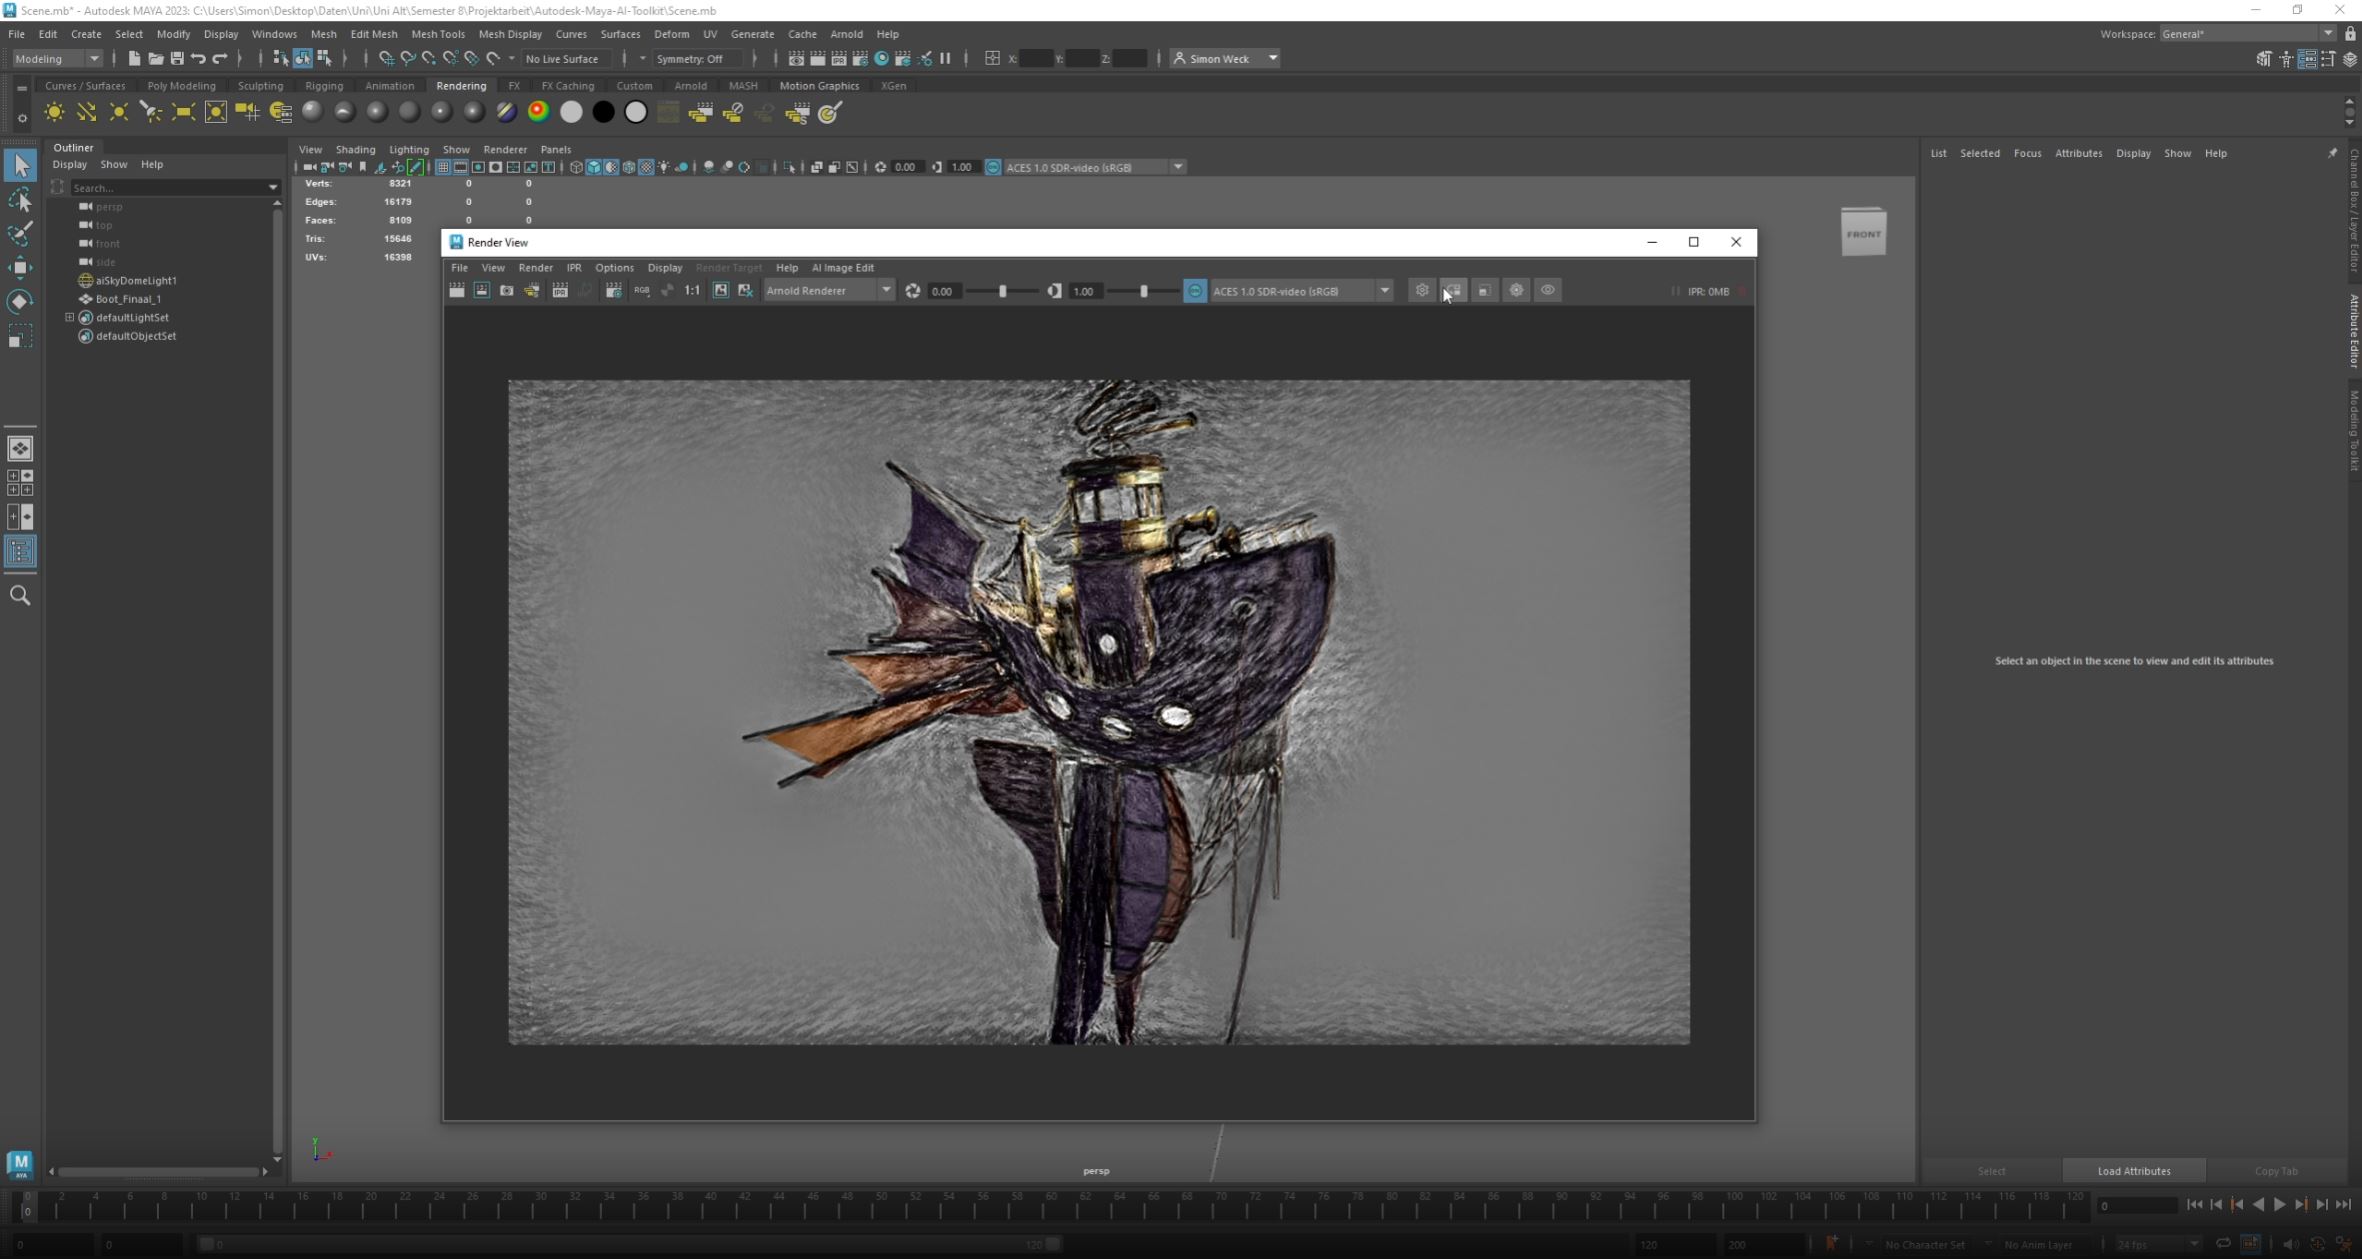 Scene.mb* - Autodesk MAYA 2023: C:\Users\Simon\Desktop\Daten\Uni\Uni Alt\Semester 8\Projektarbeit\Autodesk-Maya-AI-Toolkit\Scene.mb
File Edit Create Select Modify Display Windows Mesh Edit Mesh Mesh Tools Mesh Display Curves Surfaces Deform UV Generate Cache Arnold Help
Workspace: General*
Modeling No Live Surface Symmetry: Off X: Y: Z: Simon Weck
Curves / Surfaces Poly Modeling Sculpting Rigging Animation Rendering FX FX Caching Custom Arnold MASH Motion Graphics XGen
Outliner
Display Show Help
Search...
persp
top
front
side
aiSkyDomeLight1
Boot_Finaal_1
defaultLightSet
defaultObjectSet
View Shading Lighting Show Renderer Panels
0.00 1.00 ACES 1.0 SDR-video (sRGB)
Verts: 8321 0 0
Edges: 16179 0 0
Faces: 8109 0 0
Tris: 15646
UVs: 16398
FRONT
Render View
File View Render IPR Options Display Render Target Help AI Image Edit
IPR RGB 1:1 Arnold Renderer 0.00 1.00 ACES 1.0 SDR-video (sRGB) IPR: 0MB
persp
y
x
List Selected Focus Attributes Display Show Help
Select an object in the scene to view and edit its attributes
Select Load Attributes Copy Tab
Channel Box / Layer Editor
Attribute Editor
Modeling Toolkit
M
AYA
0 2 4 6 8 10 12 14 16 18 20 22 24 26 28 30 32 34 36 38 40 42 44 46 48 50 52 54 56 58 60 62 64 66 68 70 72 74 76 78 80 82 84 86 88 90 92 94 96 98 100 102 104 106 108 110 112 114 116 118 120
0 0
0 0 0 120 120 200 No Character Set No Anim Layer 24 fps